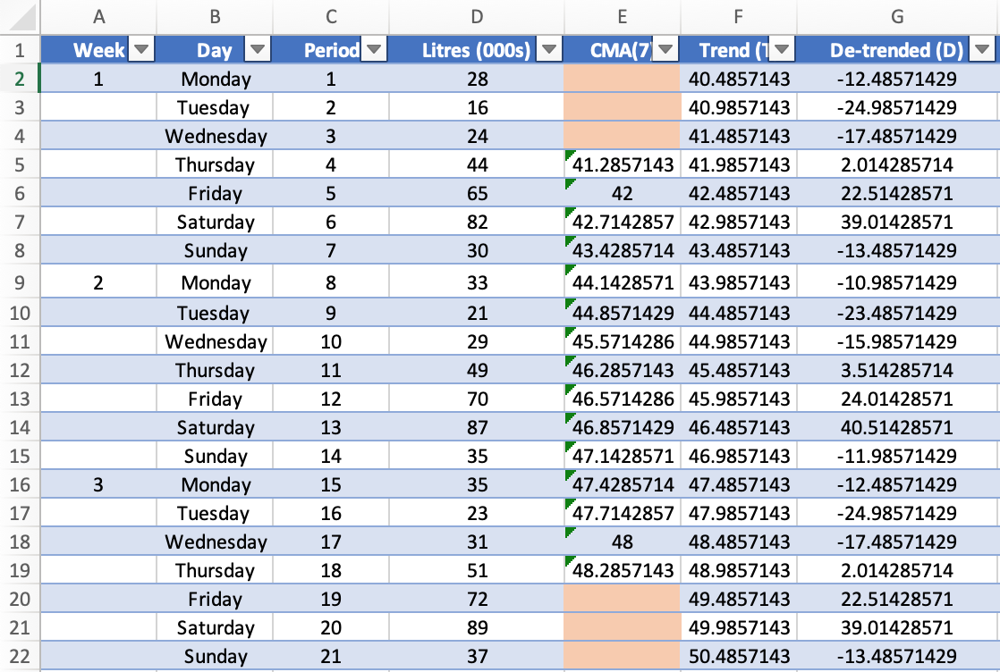 A B C D E F G
1 Week Day Period Litres (000s) CMA(7) Trend (T De-trended (D)
2 1 Monday 1 28 40.4857143 -12.48571429
3 Tuesday 2 16 40.9857143 -24.98571429
4 Wednesday 3 24 41.4857143 -17.48571429
5 Thursday 4 44 41.2857143 41.9857143 2.014285714
6 Friday 5 65 42 42.4857143 22.51428571
7 Saturday 6 82 42.7142857 42.9857143 39.01428571
8 Sunday 7 30 43.4285714 43.4857143 -13.48571429
9 2 Monday 8 33 44.1428571 43.9857143 -10.98571429
10 Tuesday 9 21 44.8571429 44.4857143 -23.48571429
11 Wednesday 10 29 45.5714286 44.9857143 -15.98571429
12 Thursday 11 49 46.2857143 45.4857143 3.514285714
13 Friday 12 70 46.5714286 45.9857143 24.01428571
14 Saturday 13 87 46.8571429 46.4857143 40.51428571
15 Sunday 14 35 47.1428571 46.9857143 -11.98571429
16 3 Monday 15 35 47.4285714 47.4857143 -12.48571429
17 Tuesday 16 23 47.7142857 47.9857143 -24.98571429
18 Wednesday 17 31 48 48.4857143 -17.48571429
19 Thursday 18 51 48.2857143 48.9857143 2.014285714
20 Friday 19 72 49.4857143 22.51428571
21 Saturday 20 89 49.9857143 39.01428571
22 Sunday 21 37 50.4857143 -13.48571429